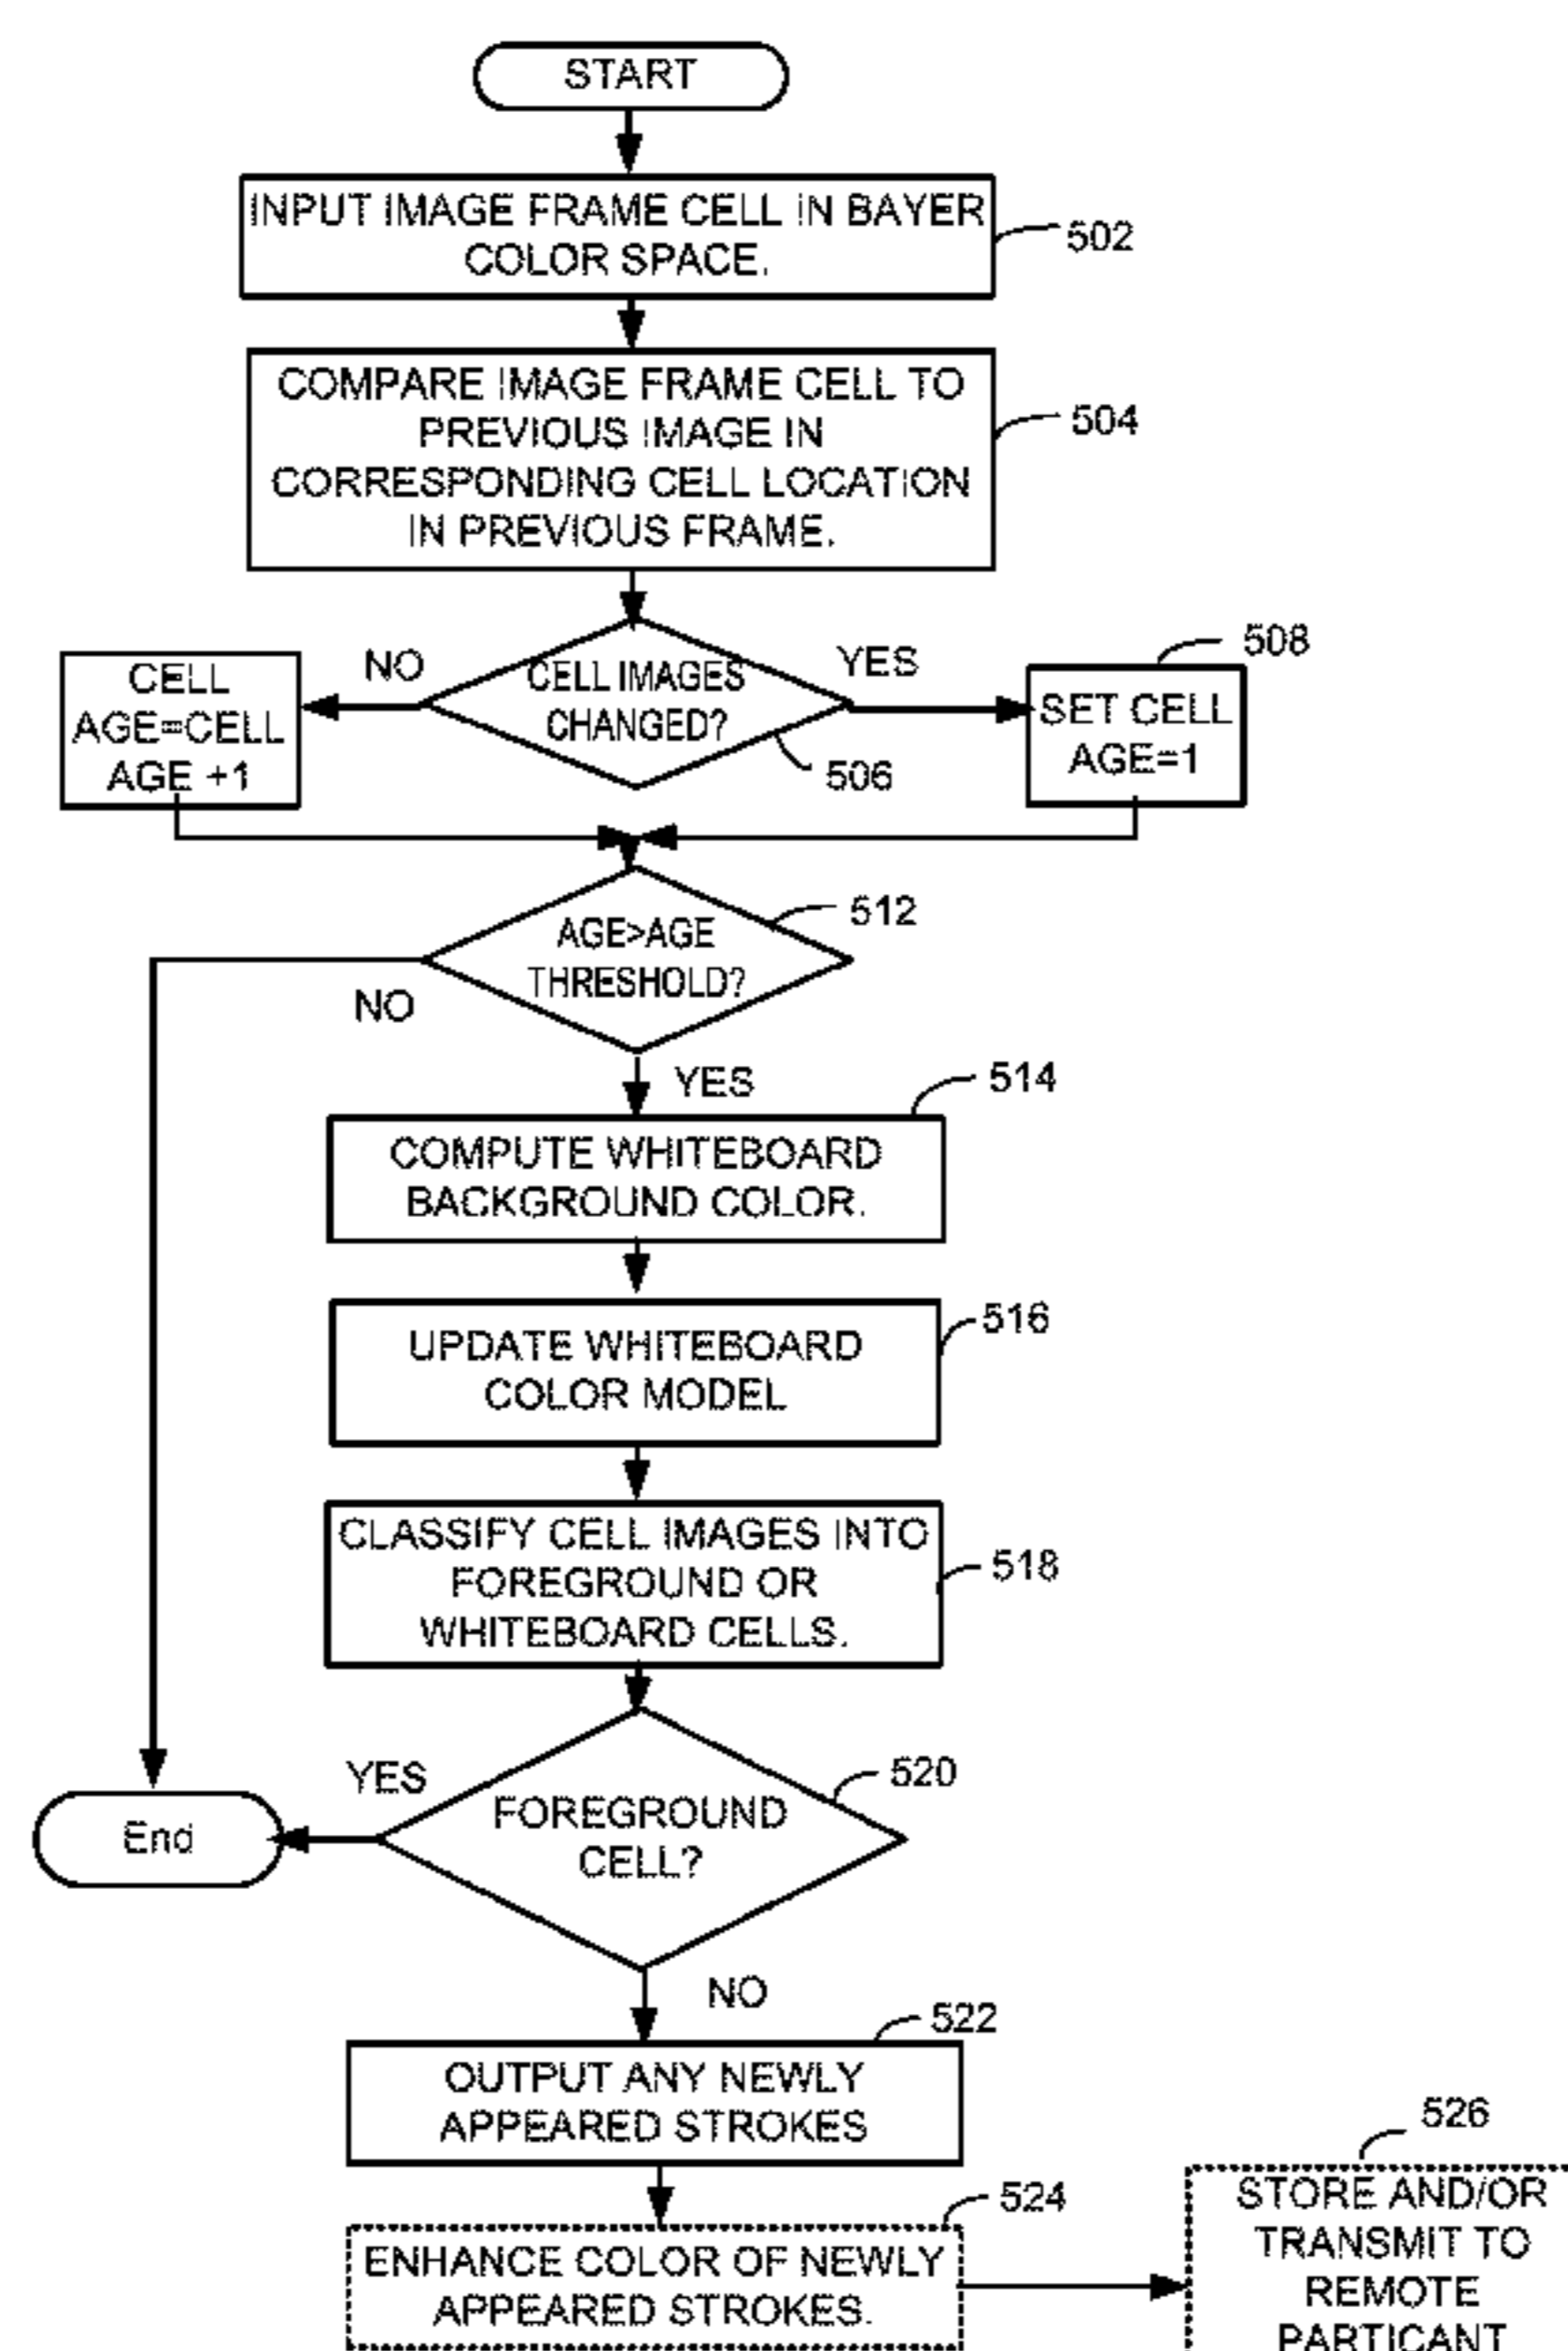 START
INPUT IMAGE FRAME CELL IN BAYER
COLOR SPACE.
502
COMPARE IMAGE FRAME CELL TO
PREVIOUS IMAGE IN
CORRESPONDING CELL LOCATION
IN PREVIOUS FRAME.
504
CELL IMAGES
CHANGED?
506
NO
YES
CELL
AGE=CELL
AGE +1
508
SET CELL
AGE=1
AGE>AGE
THRESHOLD?
512
NO
YES
514
COMPUTE WHITEBOARD
BACKGROUND COLOR.
516
UPDATE WHITEBOARD
COLOR MODEL
CLASSIFY CELL IMAGES INTO
FOREGROUND OR
WHITEBOARD CELLS.
518
YES
520
FOREGROUND
CELL?
End
NO
522
OUTPUT ANY NEWLY
APPEARED STROKES
524
ENHANCE COLOR OF NEWLY
APPEARED STROKES.
526
STORE AND/OR
TRANSMIT TO
REMOTE
PARTICANT